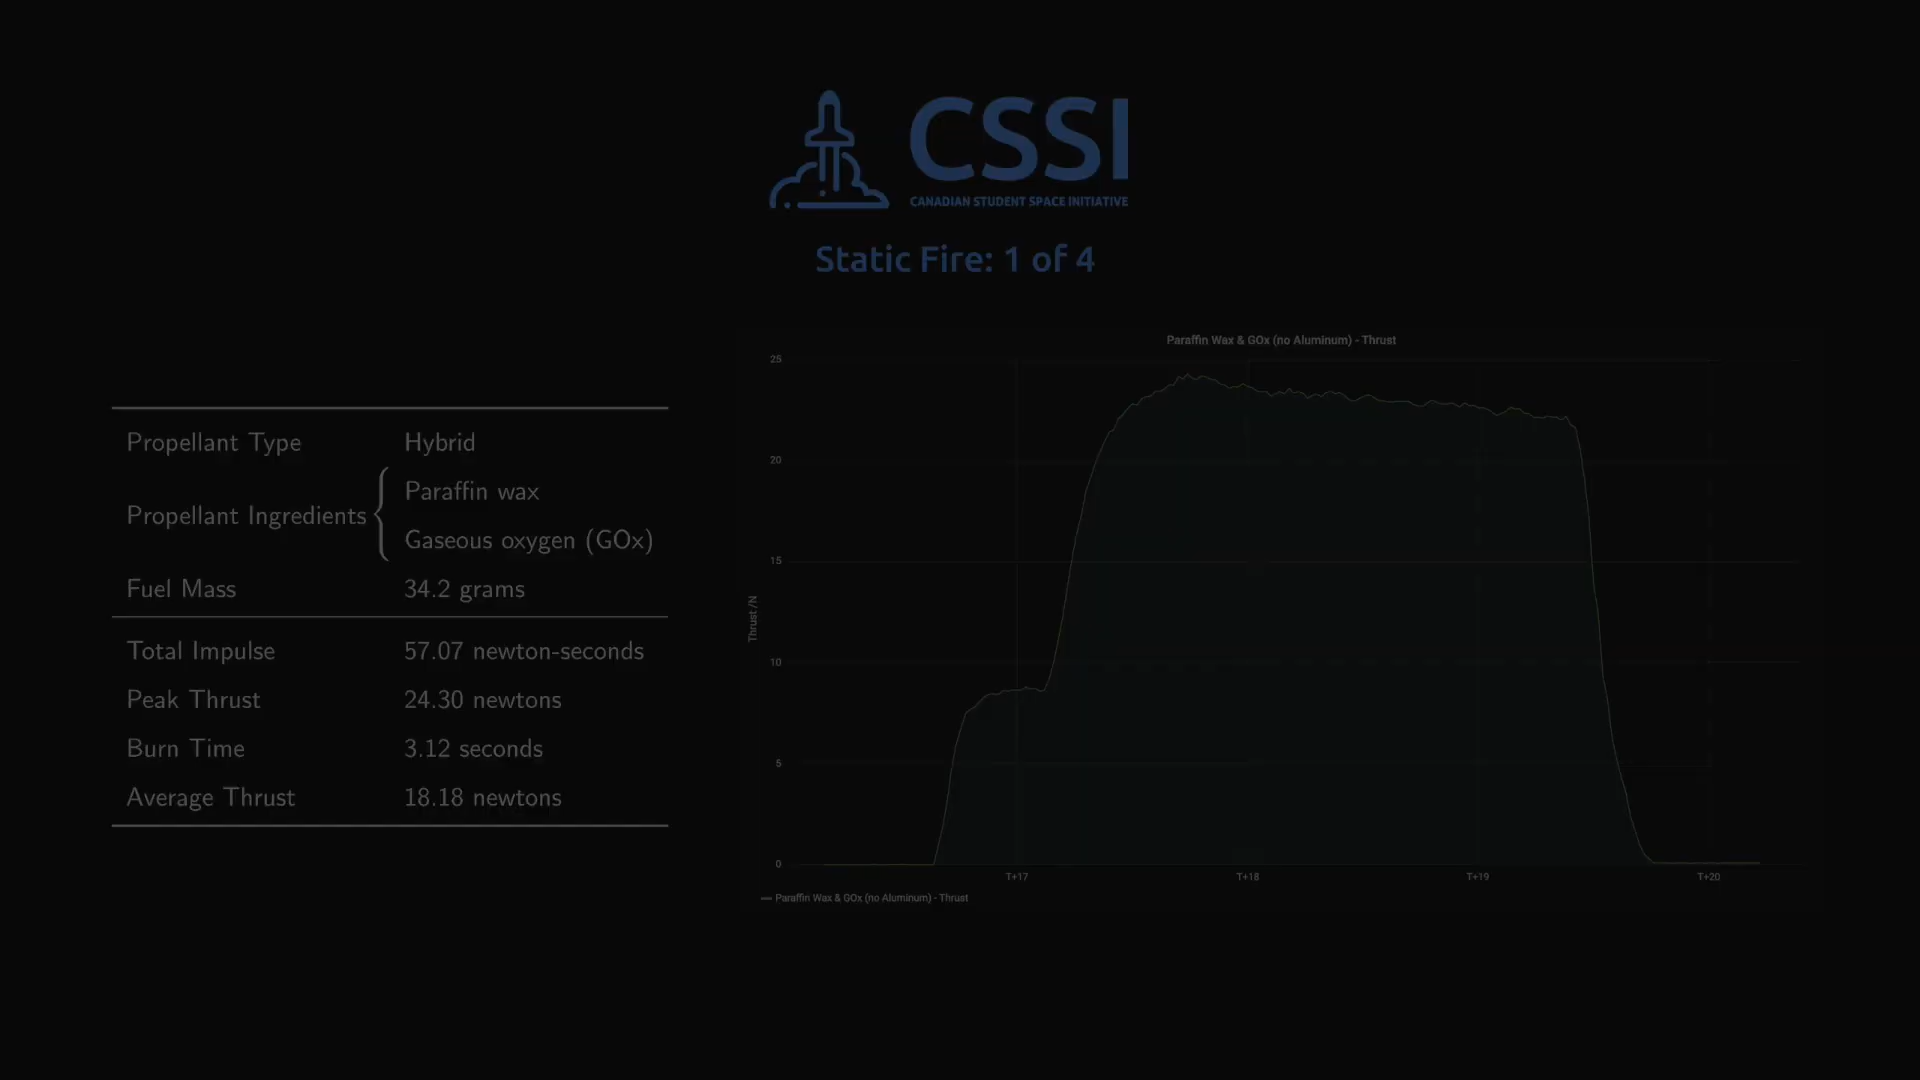 CSSI
CANADIAN STUDENT SPACE INITIATIVE
Static Fire: 1 of 4
Propellant Type Hybrid
Propellant Ingredients
Paraffin wax
Gaseous oxygen (GOx)
Fuel Mass 34.2 grams
Total Impulse 57.07 newton-seconds
Peak Thrust 24.30 newtons
Burn Time 3.12 seconds
Average Thrust 18.18 newtons
Paraffin Wax & GOx (no Aluminum) - Thrust
25
20
15
10
5
0
Thrust /N
T+17 T+18 T+19 T+20
Paraffin Wax & GOx (no Aluminum) - Thrust